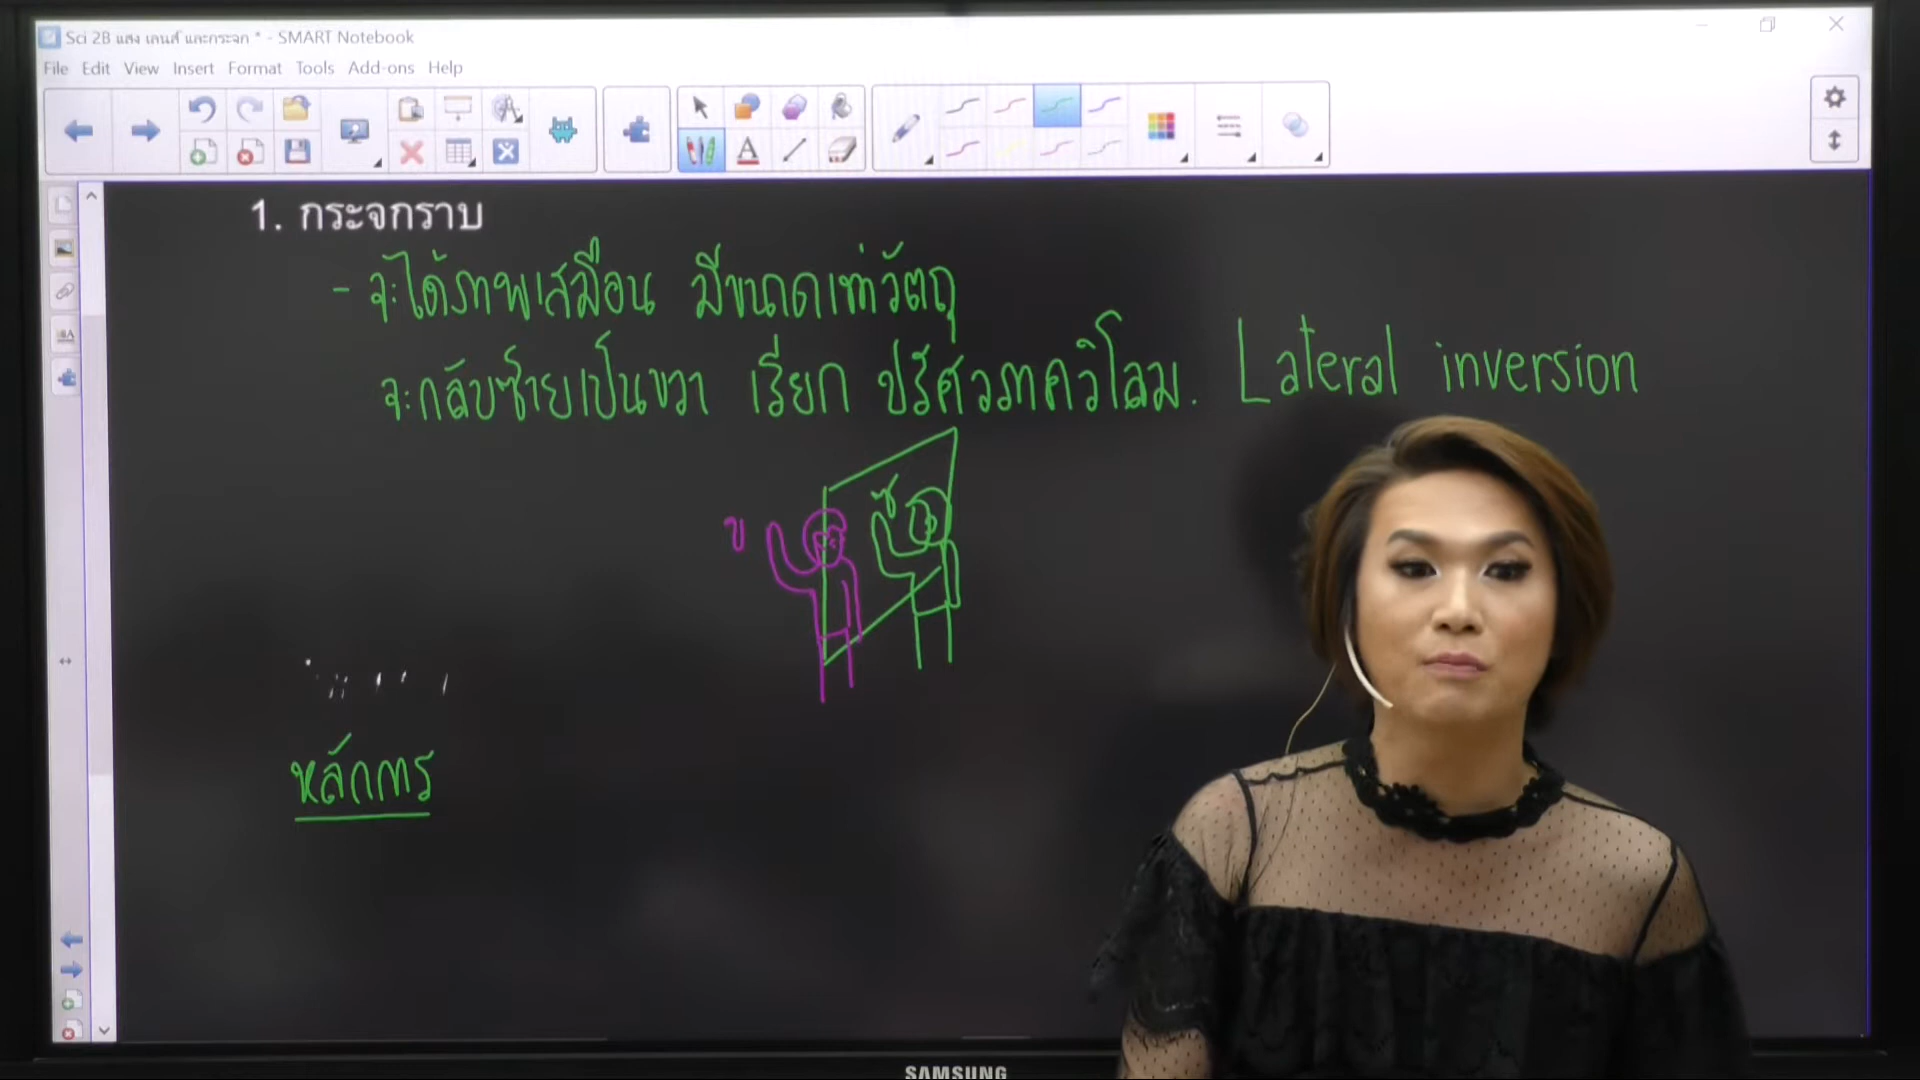 Sci 2B แสง เลนส์ และกระจก * - SMART Notebook
File Edit View Insert Format Tools Add-ons Help
1. กระจกราบ
- จะได้ภาพเสมือน มีขนาดเท่าวัตถุ
จะกลับซ้ายเป็นขวา เรียก ปรัศวภาควิโลม. Lateral inversion
ซ
ข
หลักการ
SAMSUNG